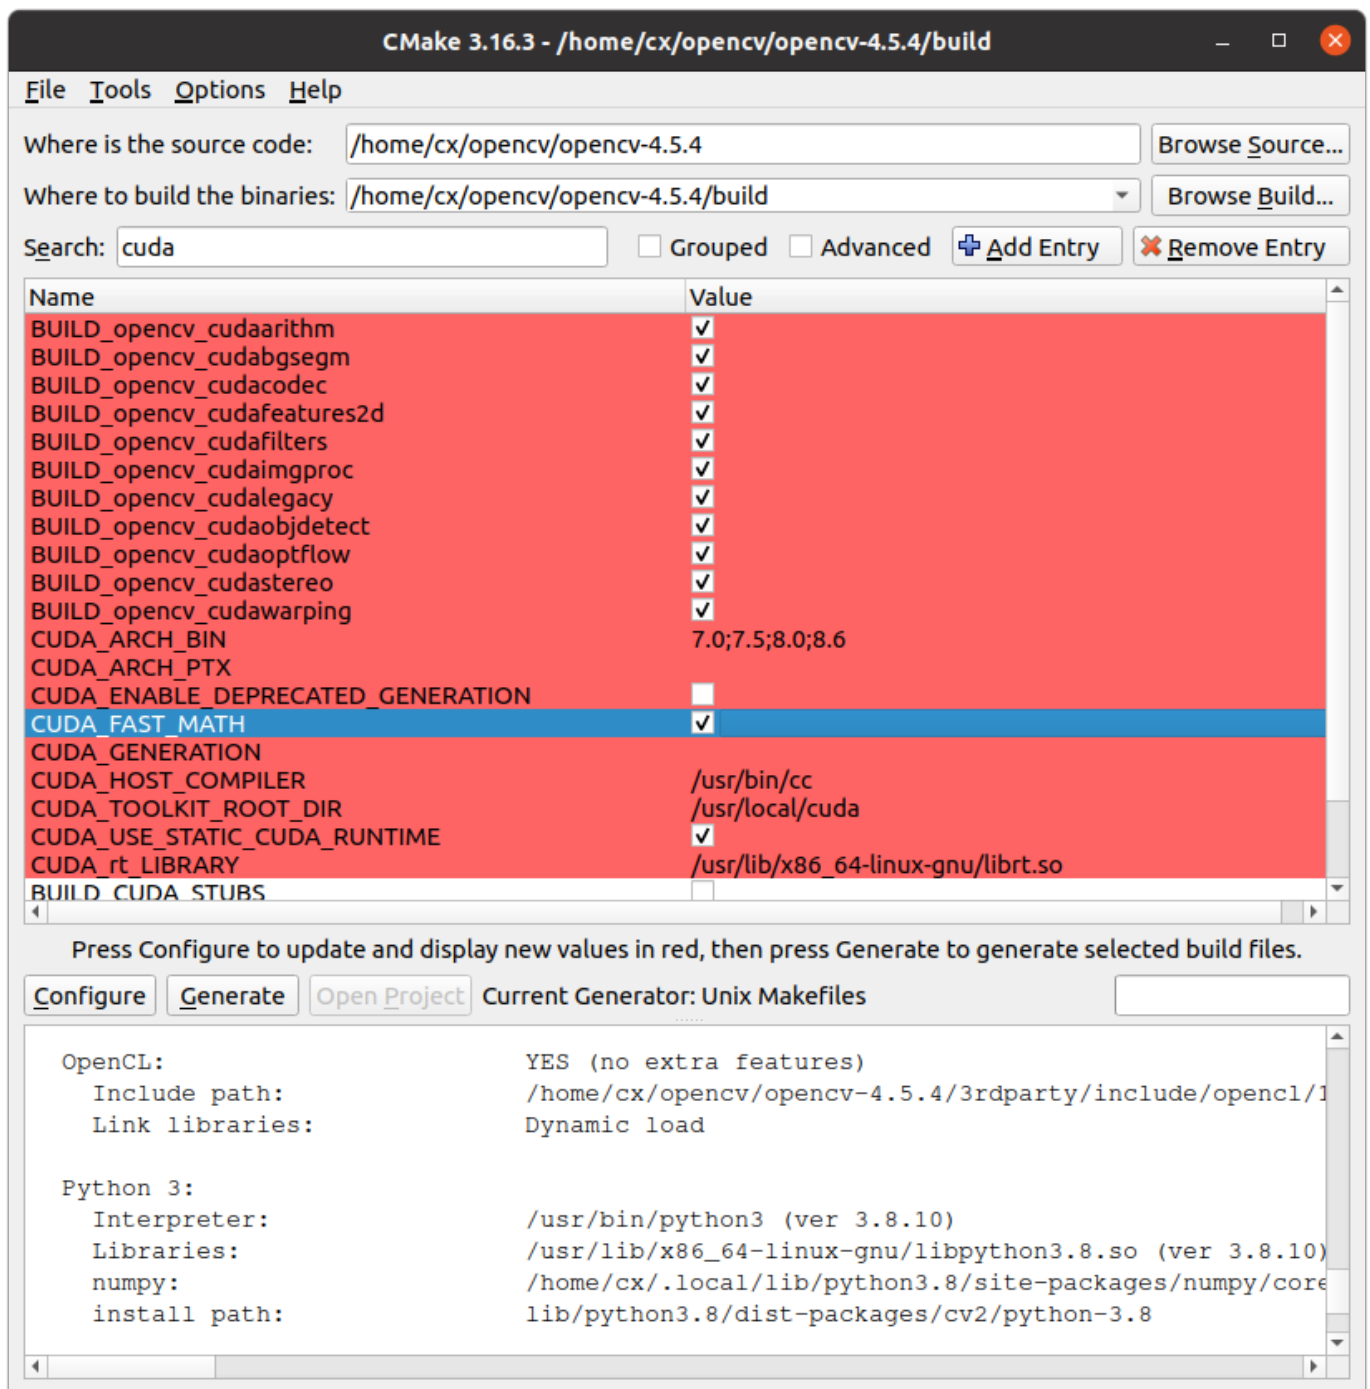 CMake 3.16.3 - /home/cx/opencv/opencv-4.5.4/build
File Tools Options Help
Where is the source code: /home/cx/opencv/opencv-4.5.4 Browse Source...
Where to build the binaries: /home/cx/opencv/opencv-4.5.4/build Browse Build...
Search: cuda Grouped Advanced Add Entry Remove Entry
Name Value
BUILD_opencv_cudaarithm
BUILD_opencv_cudabgsegm
BUILD_opencv_cudacodec
BUILD_opencv_cudafeatures2d
BUILD_opencv_cudafilters
BUILD_opencv_cudaimgproc
BUILD_opencv_cudalegacy
BUILD_opencv_cudaobjdetect
BUILD_opencv_cudaoptflow
BUILD_opencv_cudastereo
BUILD_opencv_cudawarping
CUDA_ARCH_BIN 7.0;7.5;8.0;8.6
CUDA_ARCH_PTX
CUDA_ENABLE_DEPRECATED_GENERATION
CUDA_FAST_MATH
CUDA_GENERATION
CUDA_HOST_COMPILER /usr/bin/cc
CUDA_TOOLKIT_ROOT_DIR /usr/local/cuda
CUDA_USE_STATIC_CUDA_RUNTIME
CUDA_rt_LIBRARY /usr/lib/x86_64-linux-gnu/librt.so
BUILD_CUDA_STUBS
Press Configure to update and display new values in red, then press Generate to generate selected build files.
Configure Generate Open Project Current Generator: Unix Makefiles
OpenCL: YES (no extra features)
Include path: /home/cx/opencv/opencv-4.5.4/3rdparty/include/opencl/1
Link libraries: Dynamic load
Python 3:
Interpreter: /usr/bin/python3 (ver 3.8.10)
Libraries: /usr/lib/x86_64-linux-gnu/libpython3.8.so (ver 3.8.10)
numpy: /home/cx/.local/lib/python3.8/site-packages/numpy/core
install path: lib/python3.8/dist-packages/cv2/python-3.8